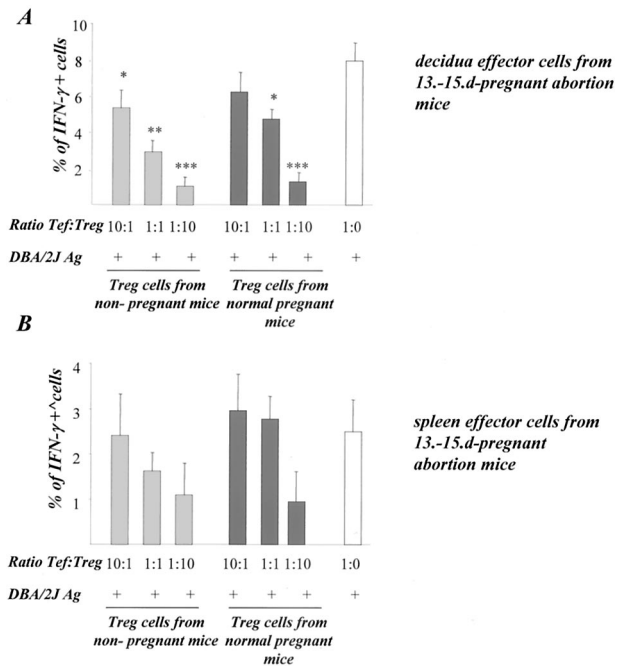 A
10
8
6
4
2
% of IFN-γ+ cells
* ** *** * ***
decidua effector cells from
13.-15.d-pregnant abortion
mice
Ratio Tef:Treg 10:1 1:1 1:10 10:1 1:1 1:10 1:0
DBA/2J Ag + + + + + + +
Treg cells from
non- pregnant mice
Treg cells from
normal pregnant
mice
B
4
3
2
1
% of IFN-γ+^cells
spleen effector cells from
13.-15.d-pregnant
abortion mice
Ratio Tef:Treg 10:1 1:1 1:10 10:1 1:1 1:10 1:0
DBA/2J Ag + + + + + + +
Treg cells from
non- pregnant mice
Treg cells from
normal pregnant
mice